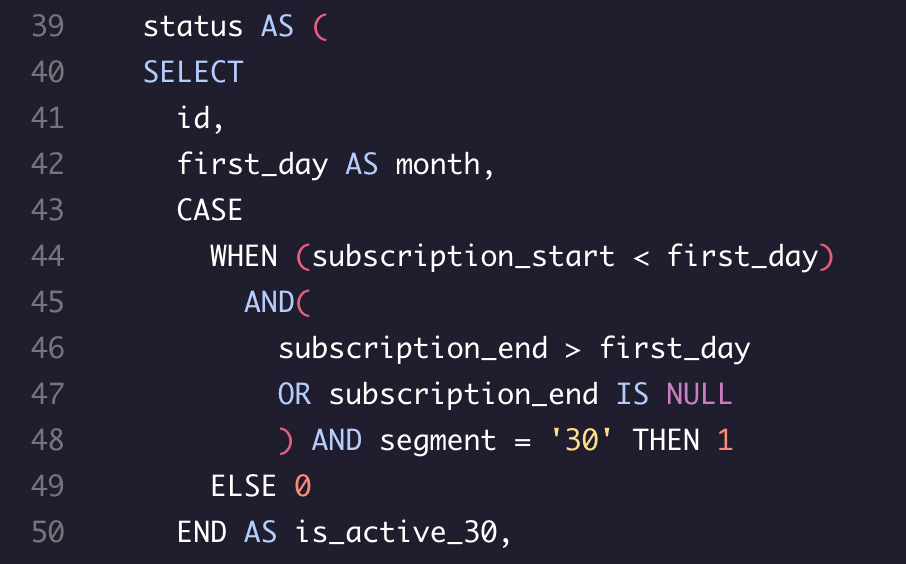 39 status AS (
40 SELECT
41 id,
42 first_day AS month,
43 CASE
44 WHEN (subscription_start < first_day)
45 AND(
46 subscription_end > first_day
47 OR subscription_end IS NULL
48 ) AND segment = '30' THEN 1
49 ELSE 0
50 END AS is_active_30,